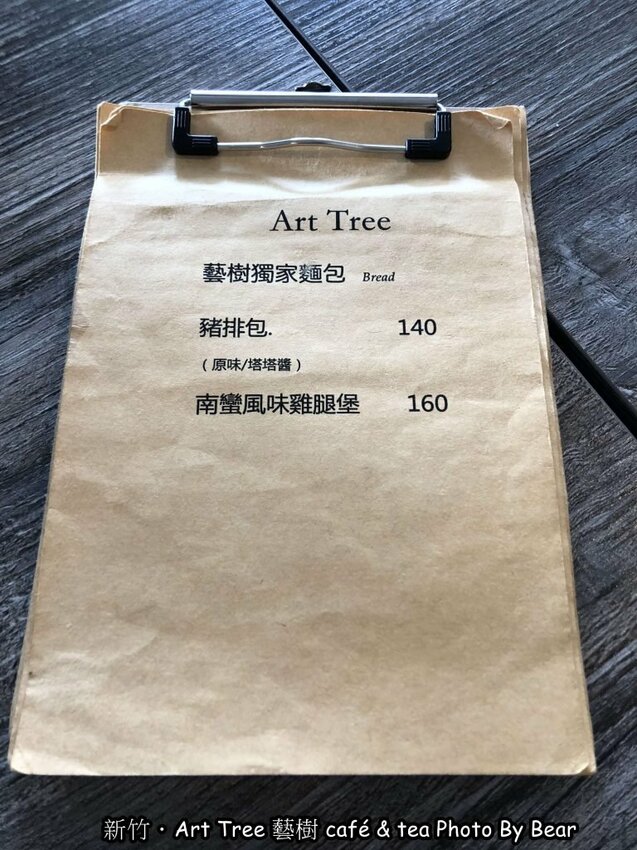 Art Tree
藝樹獨家麵包 Bread
豬排包. 140
(原味/塔塔醬)
南蠻風味雞腿堡 160
新竹・Art Tree 藝樹 café & tea Photo By Bear